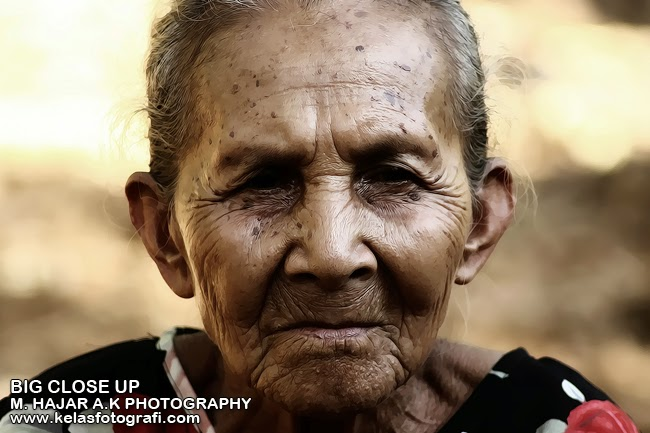 BIG CLOSE UP
M. HAJAR A.K PHOTOGRAPHY
www.kelasfotografi.com